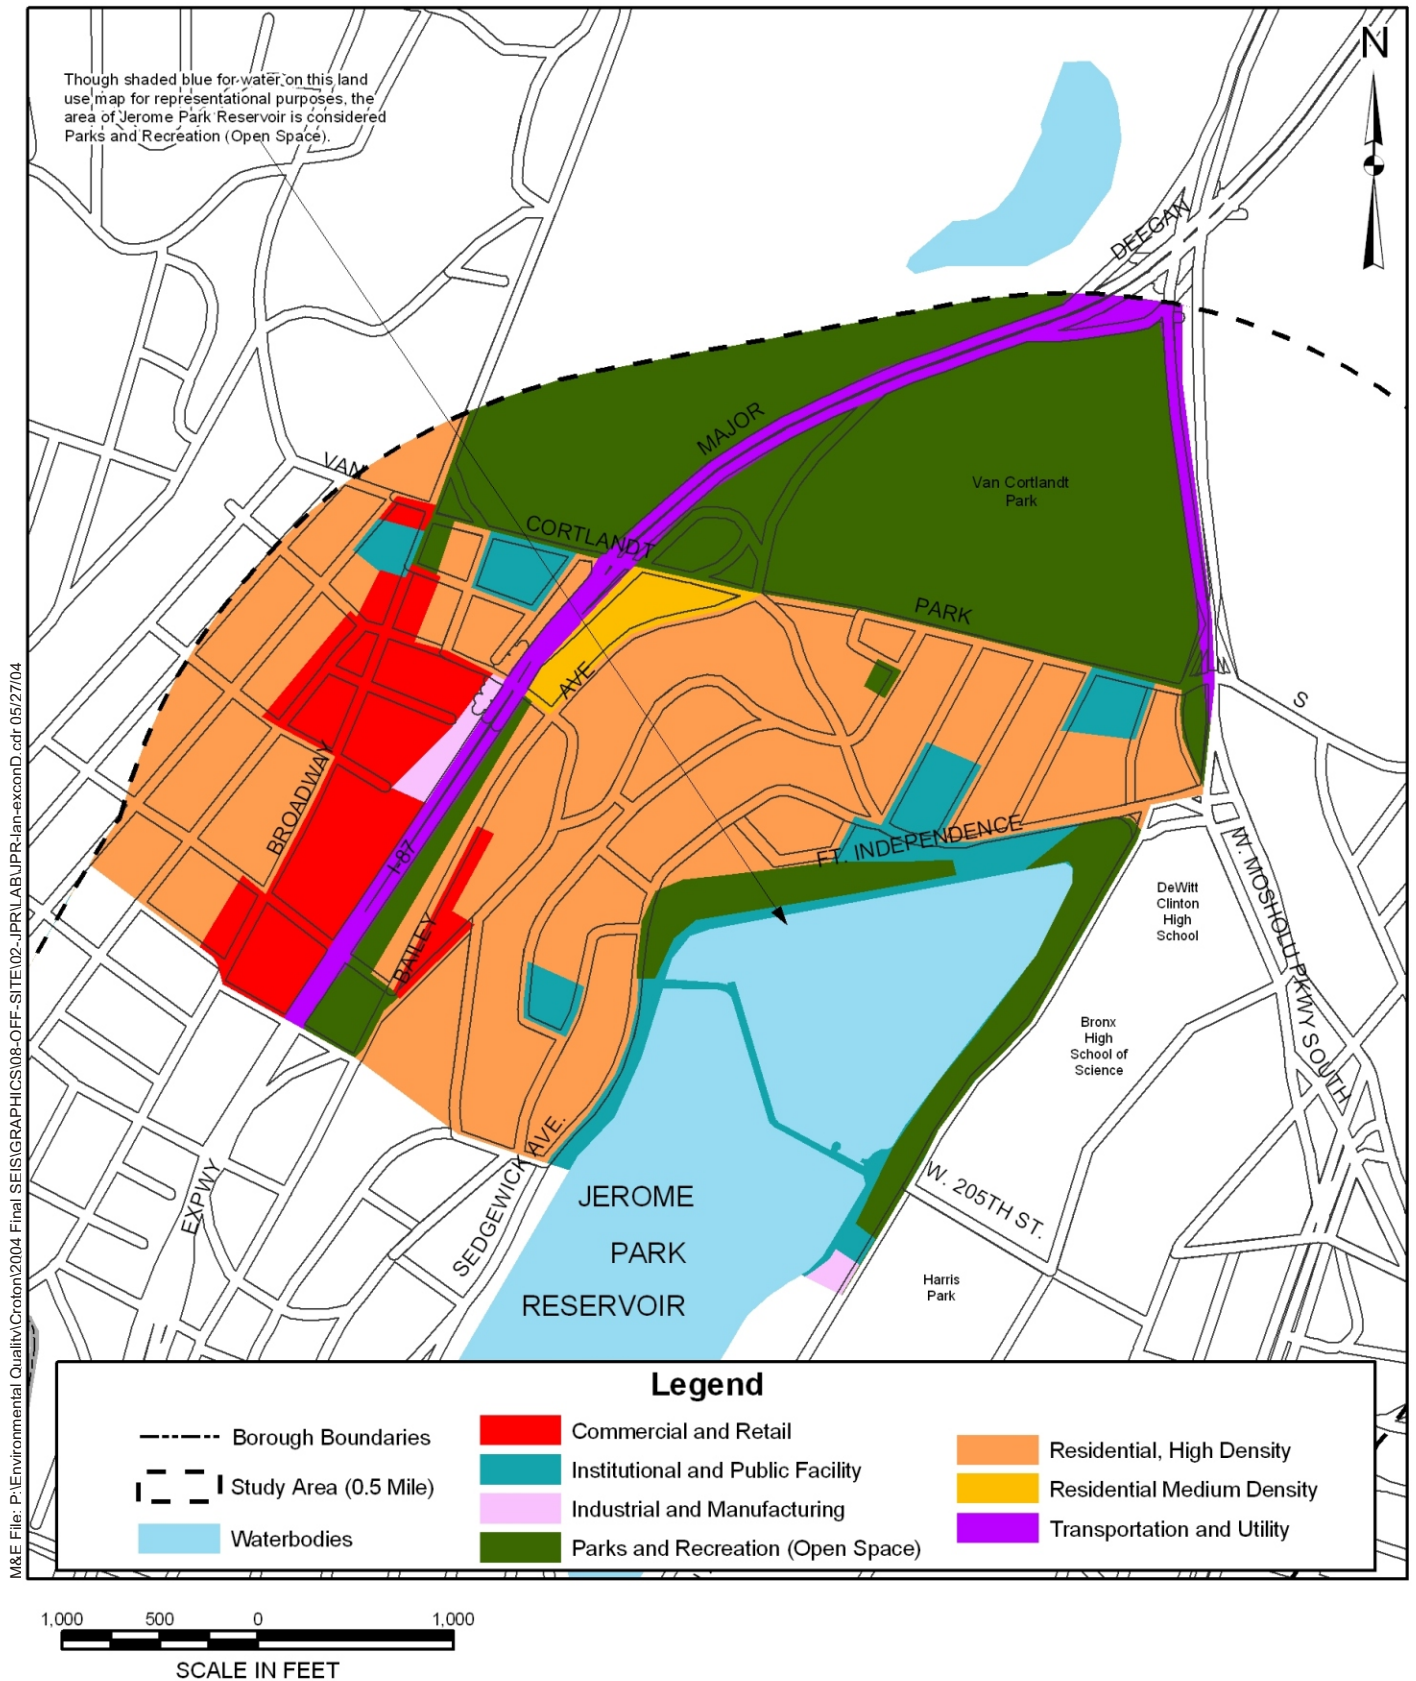 N
Though shaded blue for water on this land
use map for representational purposes, the
area of Jerome Park Reservoir is considered
Parks and Recreation (Open Space).
DEEGAN
MAJOR
VAN
CORTLANDT
PARK
Van Cortlandt
Park
AVE
S
BROADWAY
I-87
FT. INDEPENDENCE
BAILEY
W. MOSHOLU PKWY SOUTH
DeWitt
Clinton
High
School
Bronx
High
School of
Science
EXPWY
SEDGEWICK AVE.
W. 205TH ST.
JEROME
PARK
RESERVOIR
Harris
Park
M&E File: P:\Environmental Quality\Croton\2004 Final SEIS\GRAPHICS\08-OFF-SITE\02-JPR\LAB\JPR-lan-exconD.cdr 05/27/04
Legend
Borough Boundaries
Study Area (0.5 Mile)
Waterbodies
Commercial and Retail
Institutional and Public Facility
Industrial and Manufacturing
Parks and Recreation (Open Space)
Residential, High Density
Residential Medium Density
Transportation and Utility
1,000 500 0 1,000
SCALE IN FEET